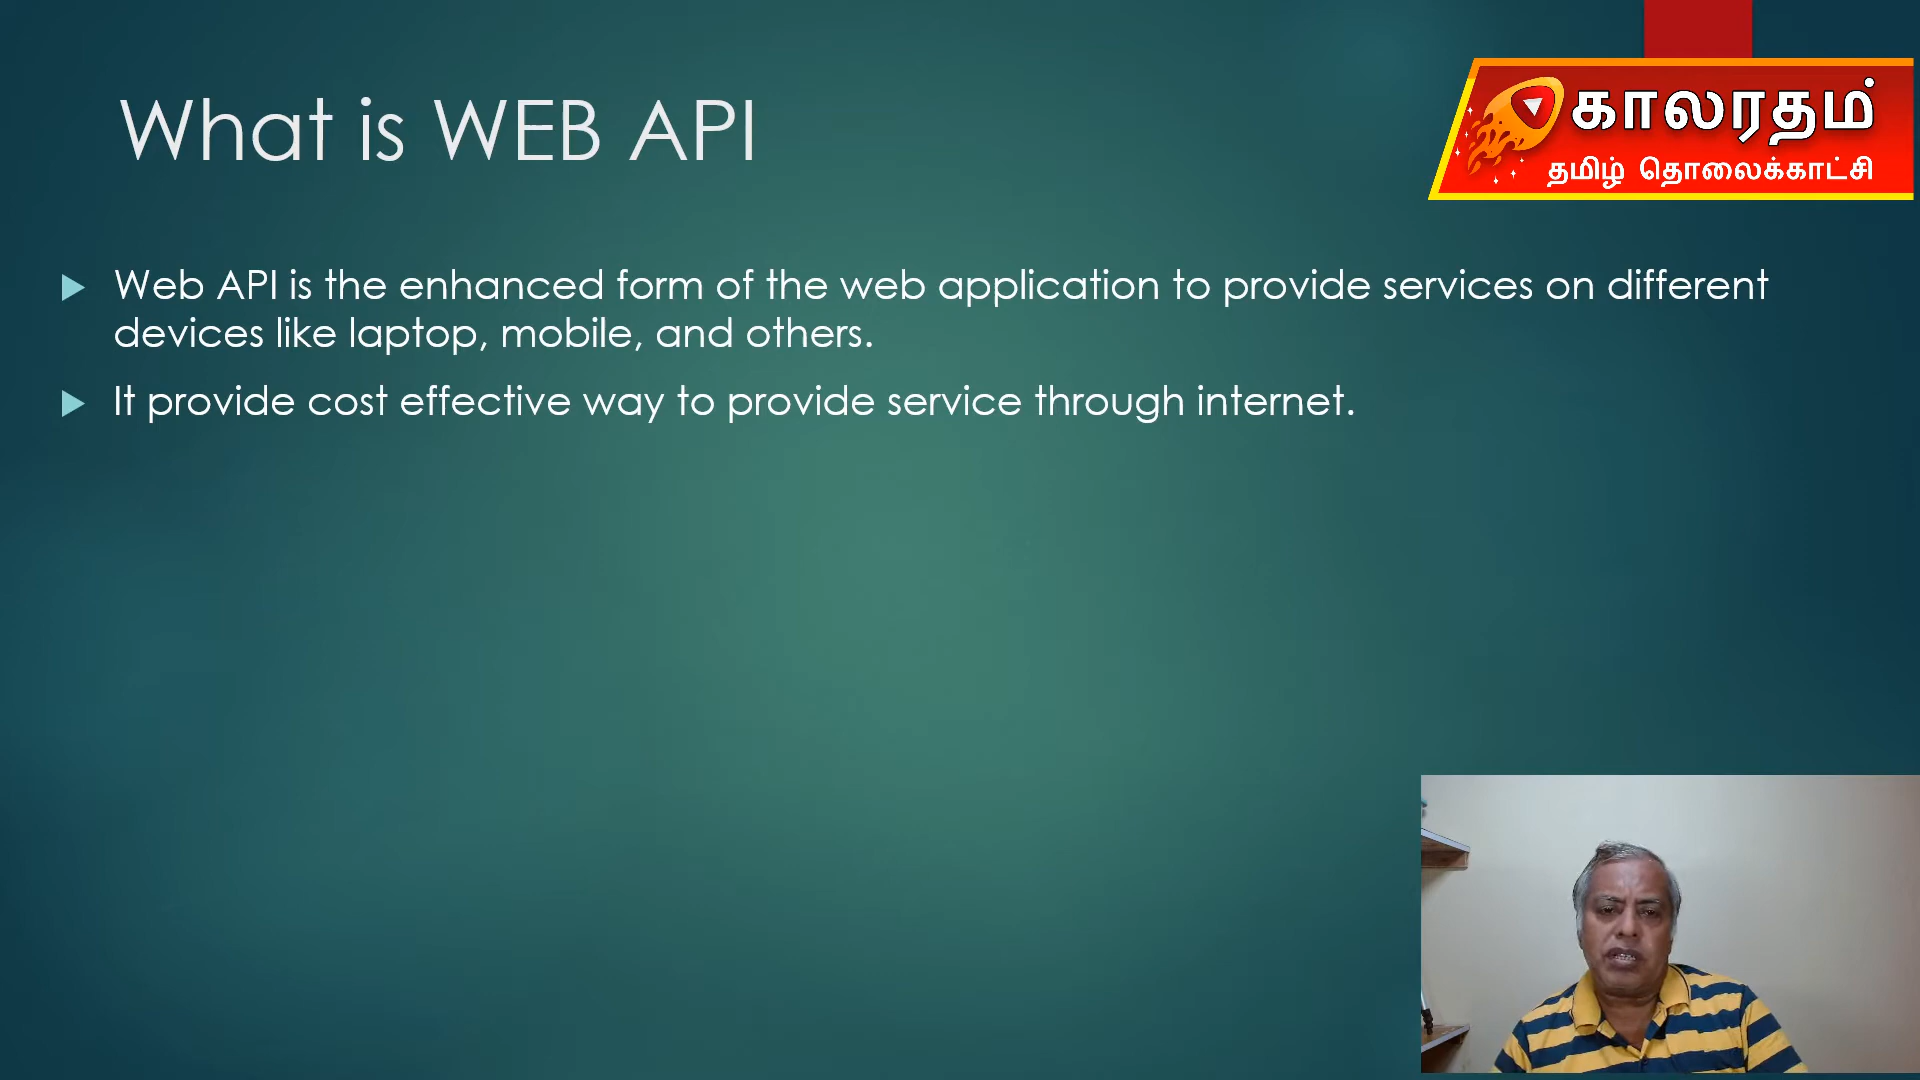 What is WEB API
காலரதம்
தமிழ் தொலைக்காட்சி
Web API is the enhanced form of the web application to provide services on different
devices like laptop, mobile, and others.
It provide cost effective way to provide service through internet.